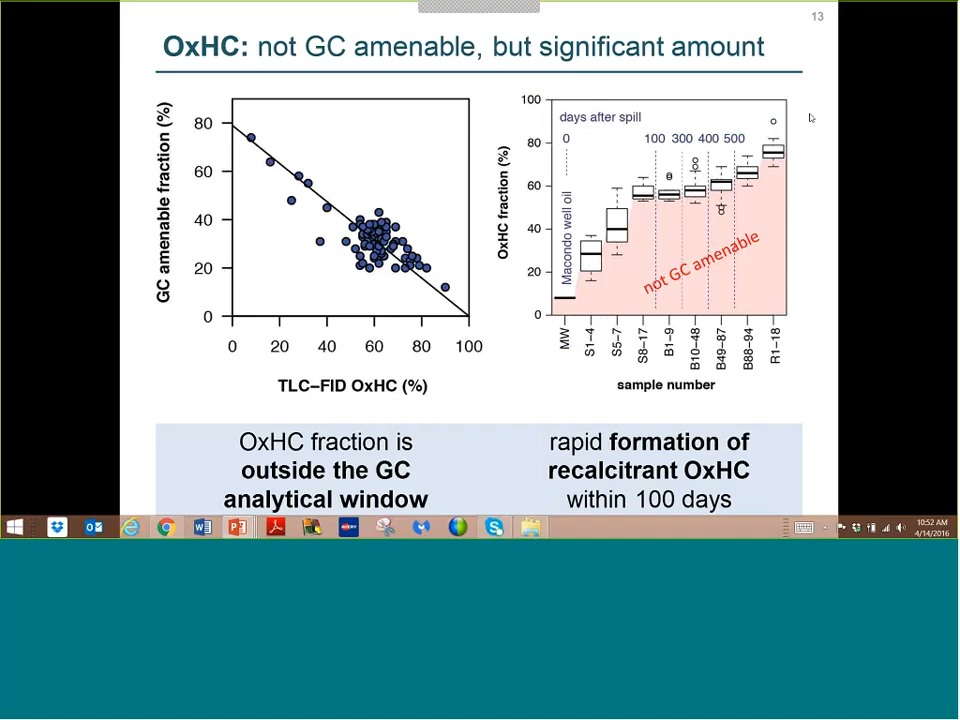 13
OxHC: not GC amenable, but significant amount
GC amenable fraction (%)
80
60
40
20
0
0 20 40 60 80 100
TLC–FID OxHC (%)
OxHC fraction (%)
100
80
60
40
20
0
days after spill
0 100 300 400 500
Macondo well oil
not GC amenable
MW
S1–4
S5–7
S8–17
B1–9
B10–48
B49–87
B88–94
R1–18
sample number
OxHC fraction is
outside the GC
analytical window
rapid formation of
recalcitrant OxHC
within 100 days
10:52 AM
4/14/2016